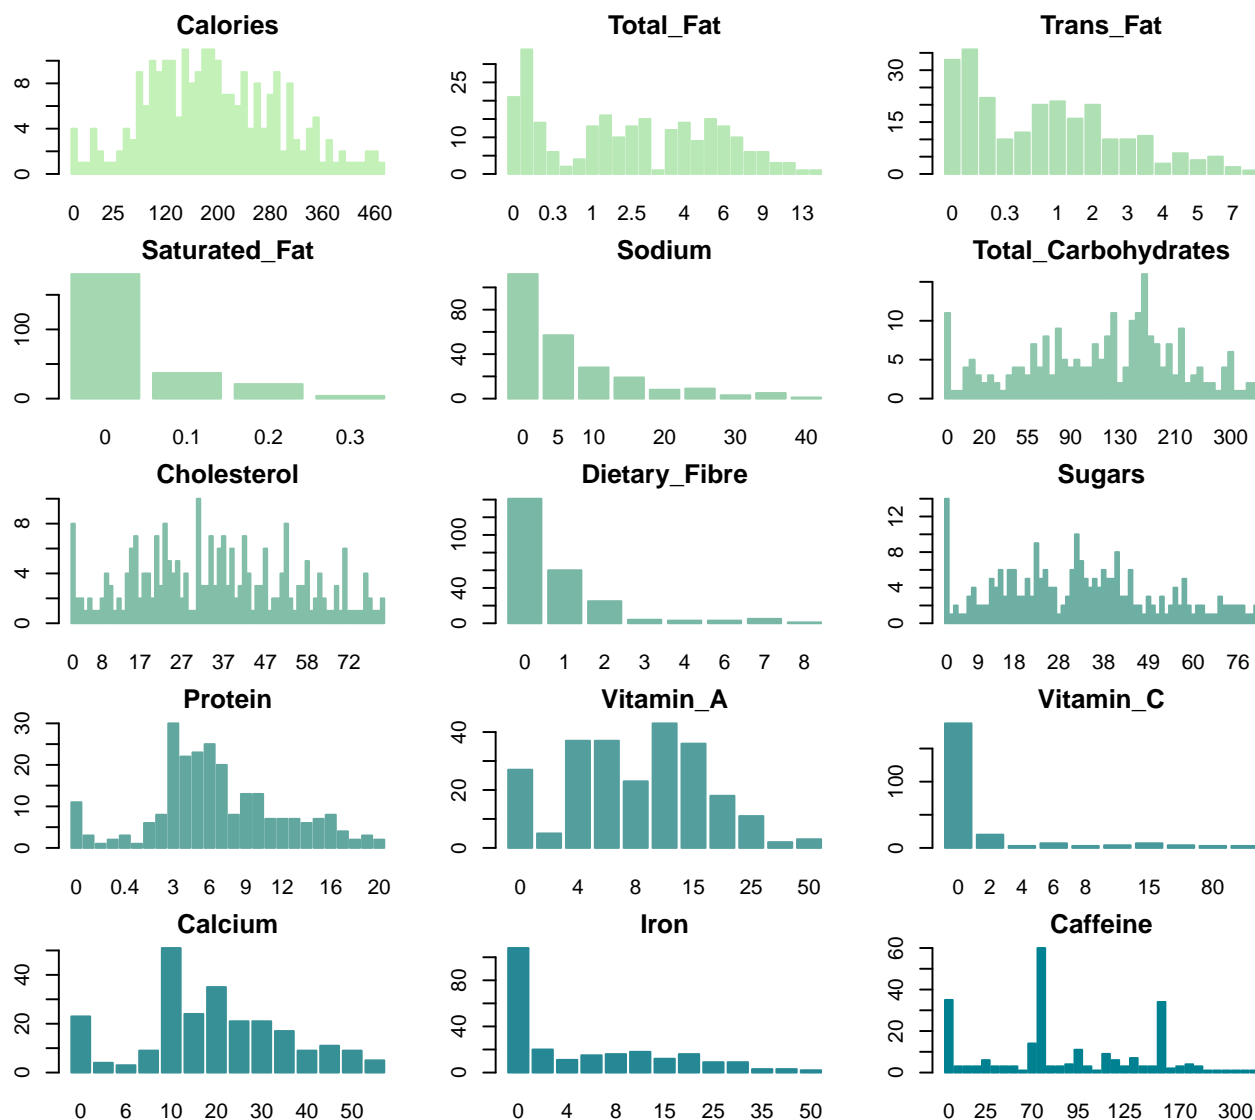 Calories Total_Fat Trans_Fat
0 4 8
0 10 25
0 15 30
0 25 120 200 280 360 460
0 0.3 1 2.5 4 6 9 13
0 0.3 1 2 3 4 5 7
Saturated_Fat Sodium Total_Carbohydrates
0 100
0 40 80
0 5 10
0 0.1 0.2 0.3
0 5 10 20 30 40
0 20 55 90 130 210 300
Cholesterol Dietary_Fibre Sugars
0 4 8
0 40 100
0 4 8 12
0 8 17 27 37 47 58 72
0 1 2 3 4 6 7 8
0 9 18 28 38 49 60 76
Protein Vitamin_A Vitamin_C
0 10 20 30
0 20 40
0 100
0 0.4 3 6 9 12 16 20
0 4 8 15 25 50
0 2 4 6 8 15 80
Calcium Iron Caffeine
0 20 40
0 40 80
0 20 40 60
0 6 10 20 30 40 50
0 4 8 15 25 35 50
0 25 70 95 125 170 300